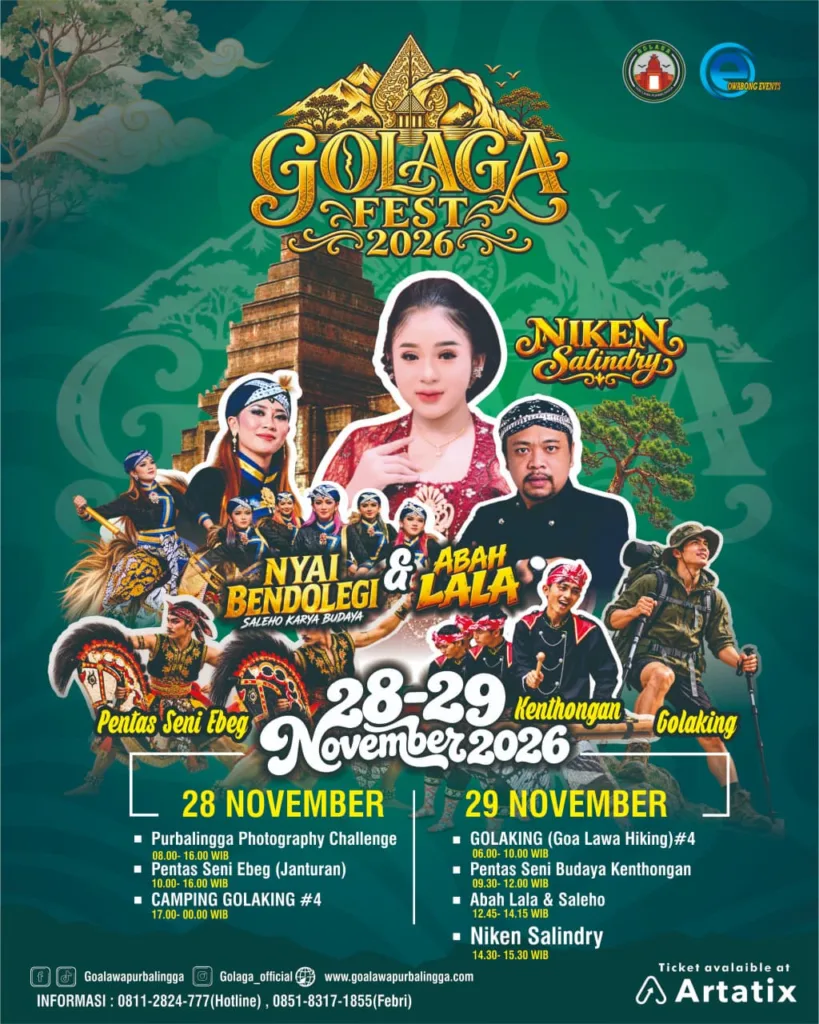 GOLAGA
OWABONG EVENTS
GOLAGA
FEST
2026
NIKEN
Salindry
NYAI
BENDOLEGI
SALEHO KARYA BUDAYA
&
ABAH
LALA
Pentas Seni Ebeg
28-29
November 2026
Kenthongan
Golaking
28 NOVEMBER
▪ Purbalingga Photography Challenge
08.00- 16.00 WIB
▪ Pentas Seni Ebeg (Janturan)
10.00- 16.00 WIB
▪ CAMPING GOLAKING #4
17.00- 00.00 WIB
29 NOVEMBER
▪ GOLAKING (Goa Lawa Hiking)#4
06.00- 10.00 WIB
▪ Pentas Seni Budaya Kenthongan
09.30- 12.00 WIB
▪ Abah Lala & Saleho
12.45- 14.15 WIB
▪ Niken Salindry
14.30- 15.30 WIB
Goalawapurbalingga Golaga_official www.goalawapurbalingga.com
INFORMASI : 0811-2824-777(Hotline) , 0851-8317-1855(Febri)
Ticket avalaible at
Artatix